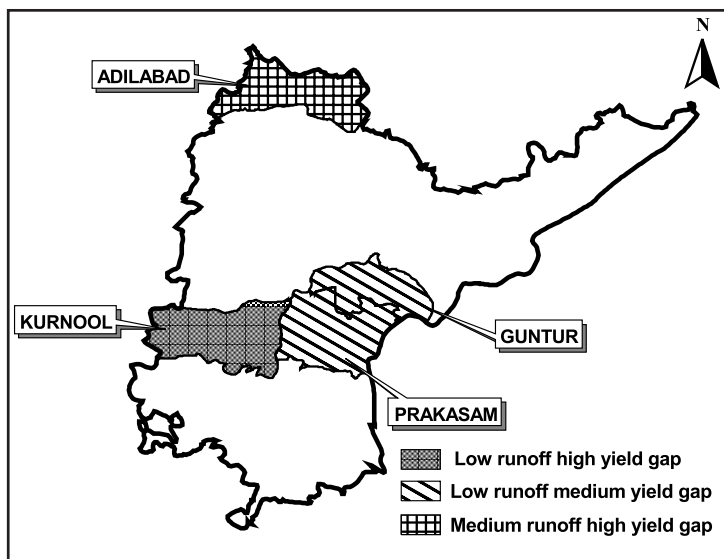 N
ADILABAD
KURNOOL
GUNTUR
PRAKASAM
Low runoff high yield gap
Low runoff medium yield gap
Medium runoff high yield gap